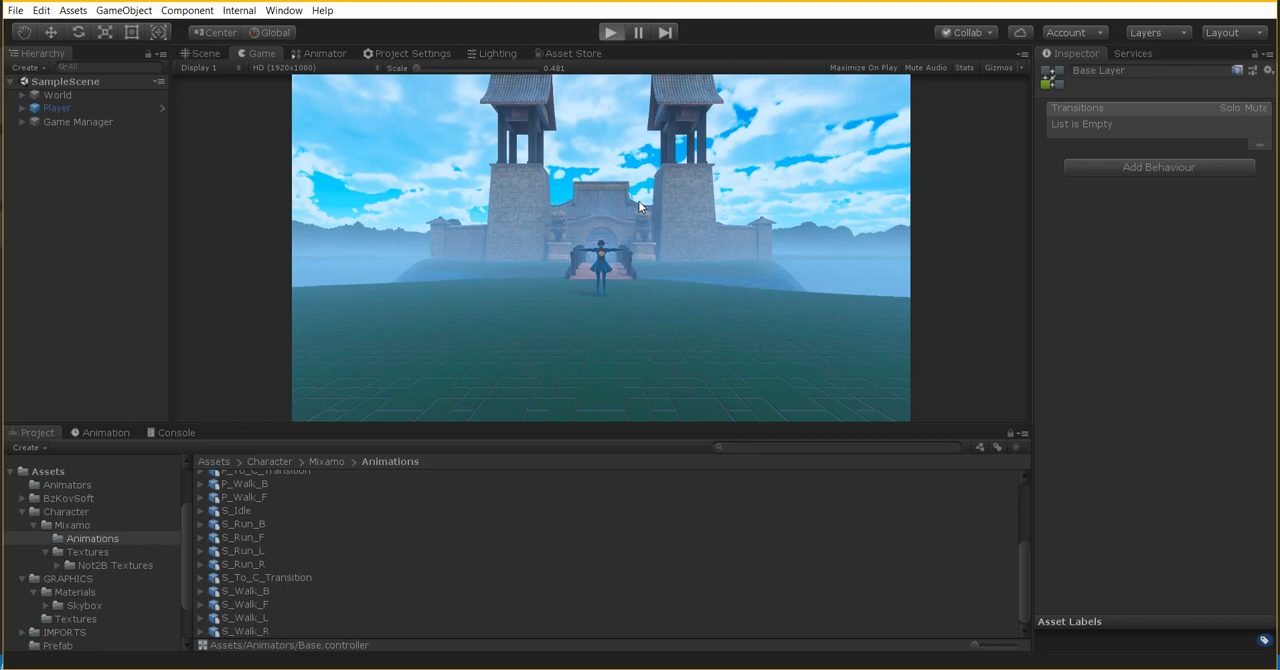 File Edit Assets GameObject Component Internal Window Help
Center Global Collab Account Layers Layout
Hierarchy Scene Game Animator Project Settings Lighting Asset Store Inspector Services
Create All Display 1 HD (1920x1080) Scale 0.481 Maximize On Play Mute Audio Stats Gizmos Base Layer
SampleScene
World
Player
Game Manager
Transitions Solo Mute
List is Empty
Add Behaviour
Project Animation Console
Create
Assets > Character > Mixamo > Animations
Assets
Animators
BzKovSoft
Character
Mixamo
Animations
Textures
Not2B Textures
GRAPHICS
Materials
Skybox
Textures
IMPORTS
Prefab
P_To_C_Transition
P_Walk_B
P_Walk_F
S_Idle
S_Run_B
S_Run_F
S_Run_L
S_Run_R
S_To_C_Transition
S_Walk_B
S_Walk_F
S_Walk_L
S_Walk_R
Assets/Animators/Base.controller
Asset Labels